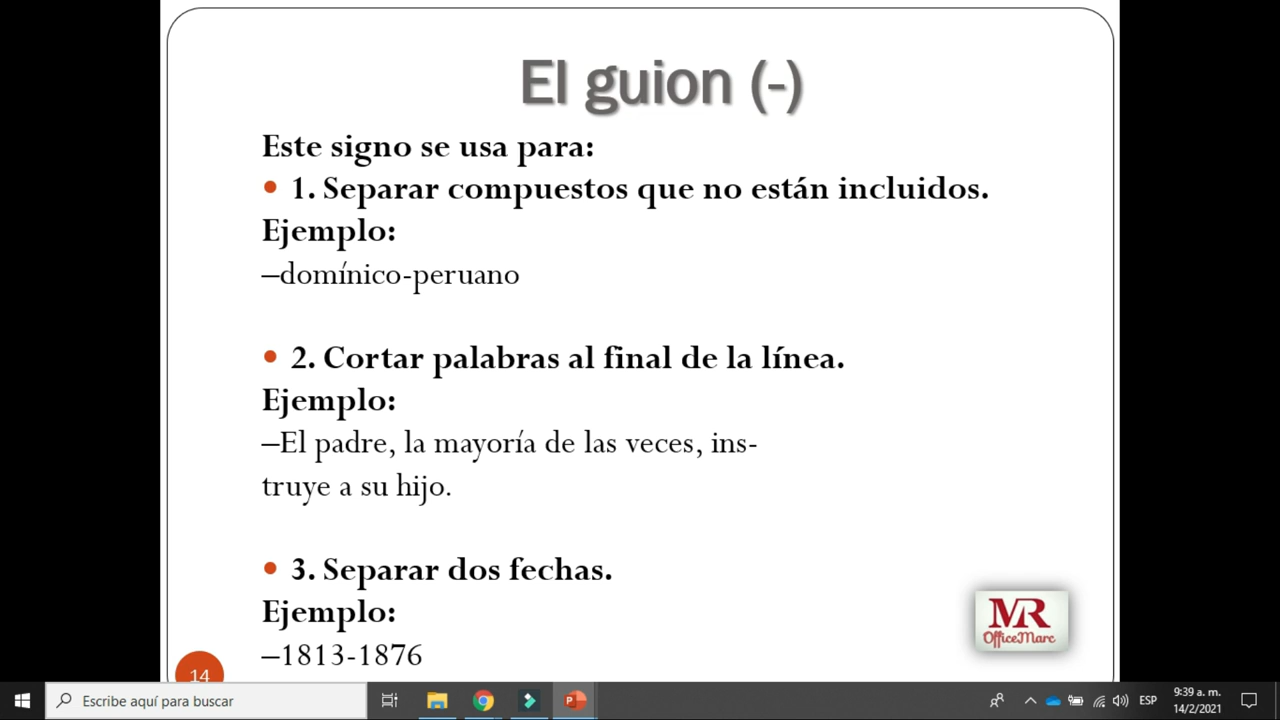 El guion (-)
Este signo se usa para:
• 1. Separar compuestos que no están incluidos.
Ejemplo:
–domínico-peruano
• 2. Cortar palabras al final de la línea.
Ejemplo:
–El padre, la mayoría de las veces, ins-
truye a su hijo.
• 3. Separar dos fechas.
Ejemplo:
–1813-1876
MR
OfficeMarc
14
Escribe aquí para buscar
ESP
9:39 a. m.
14/2/2021